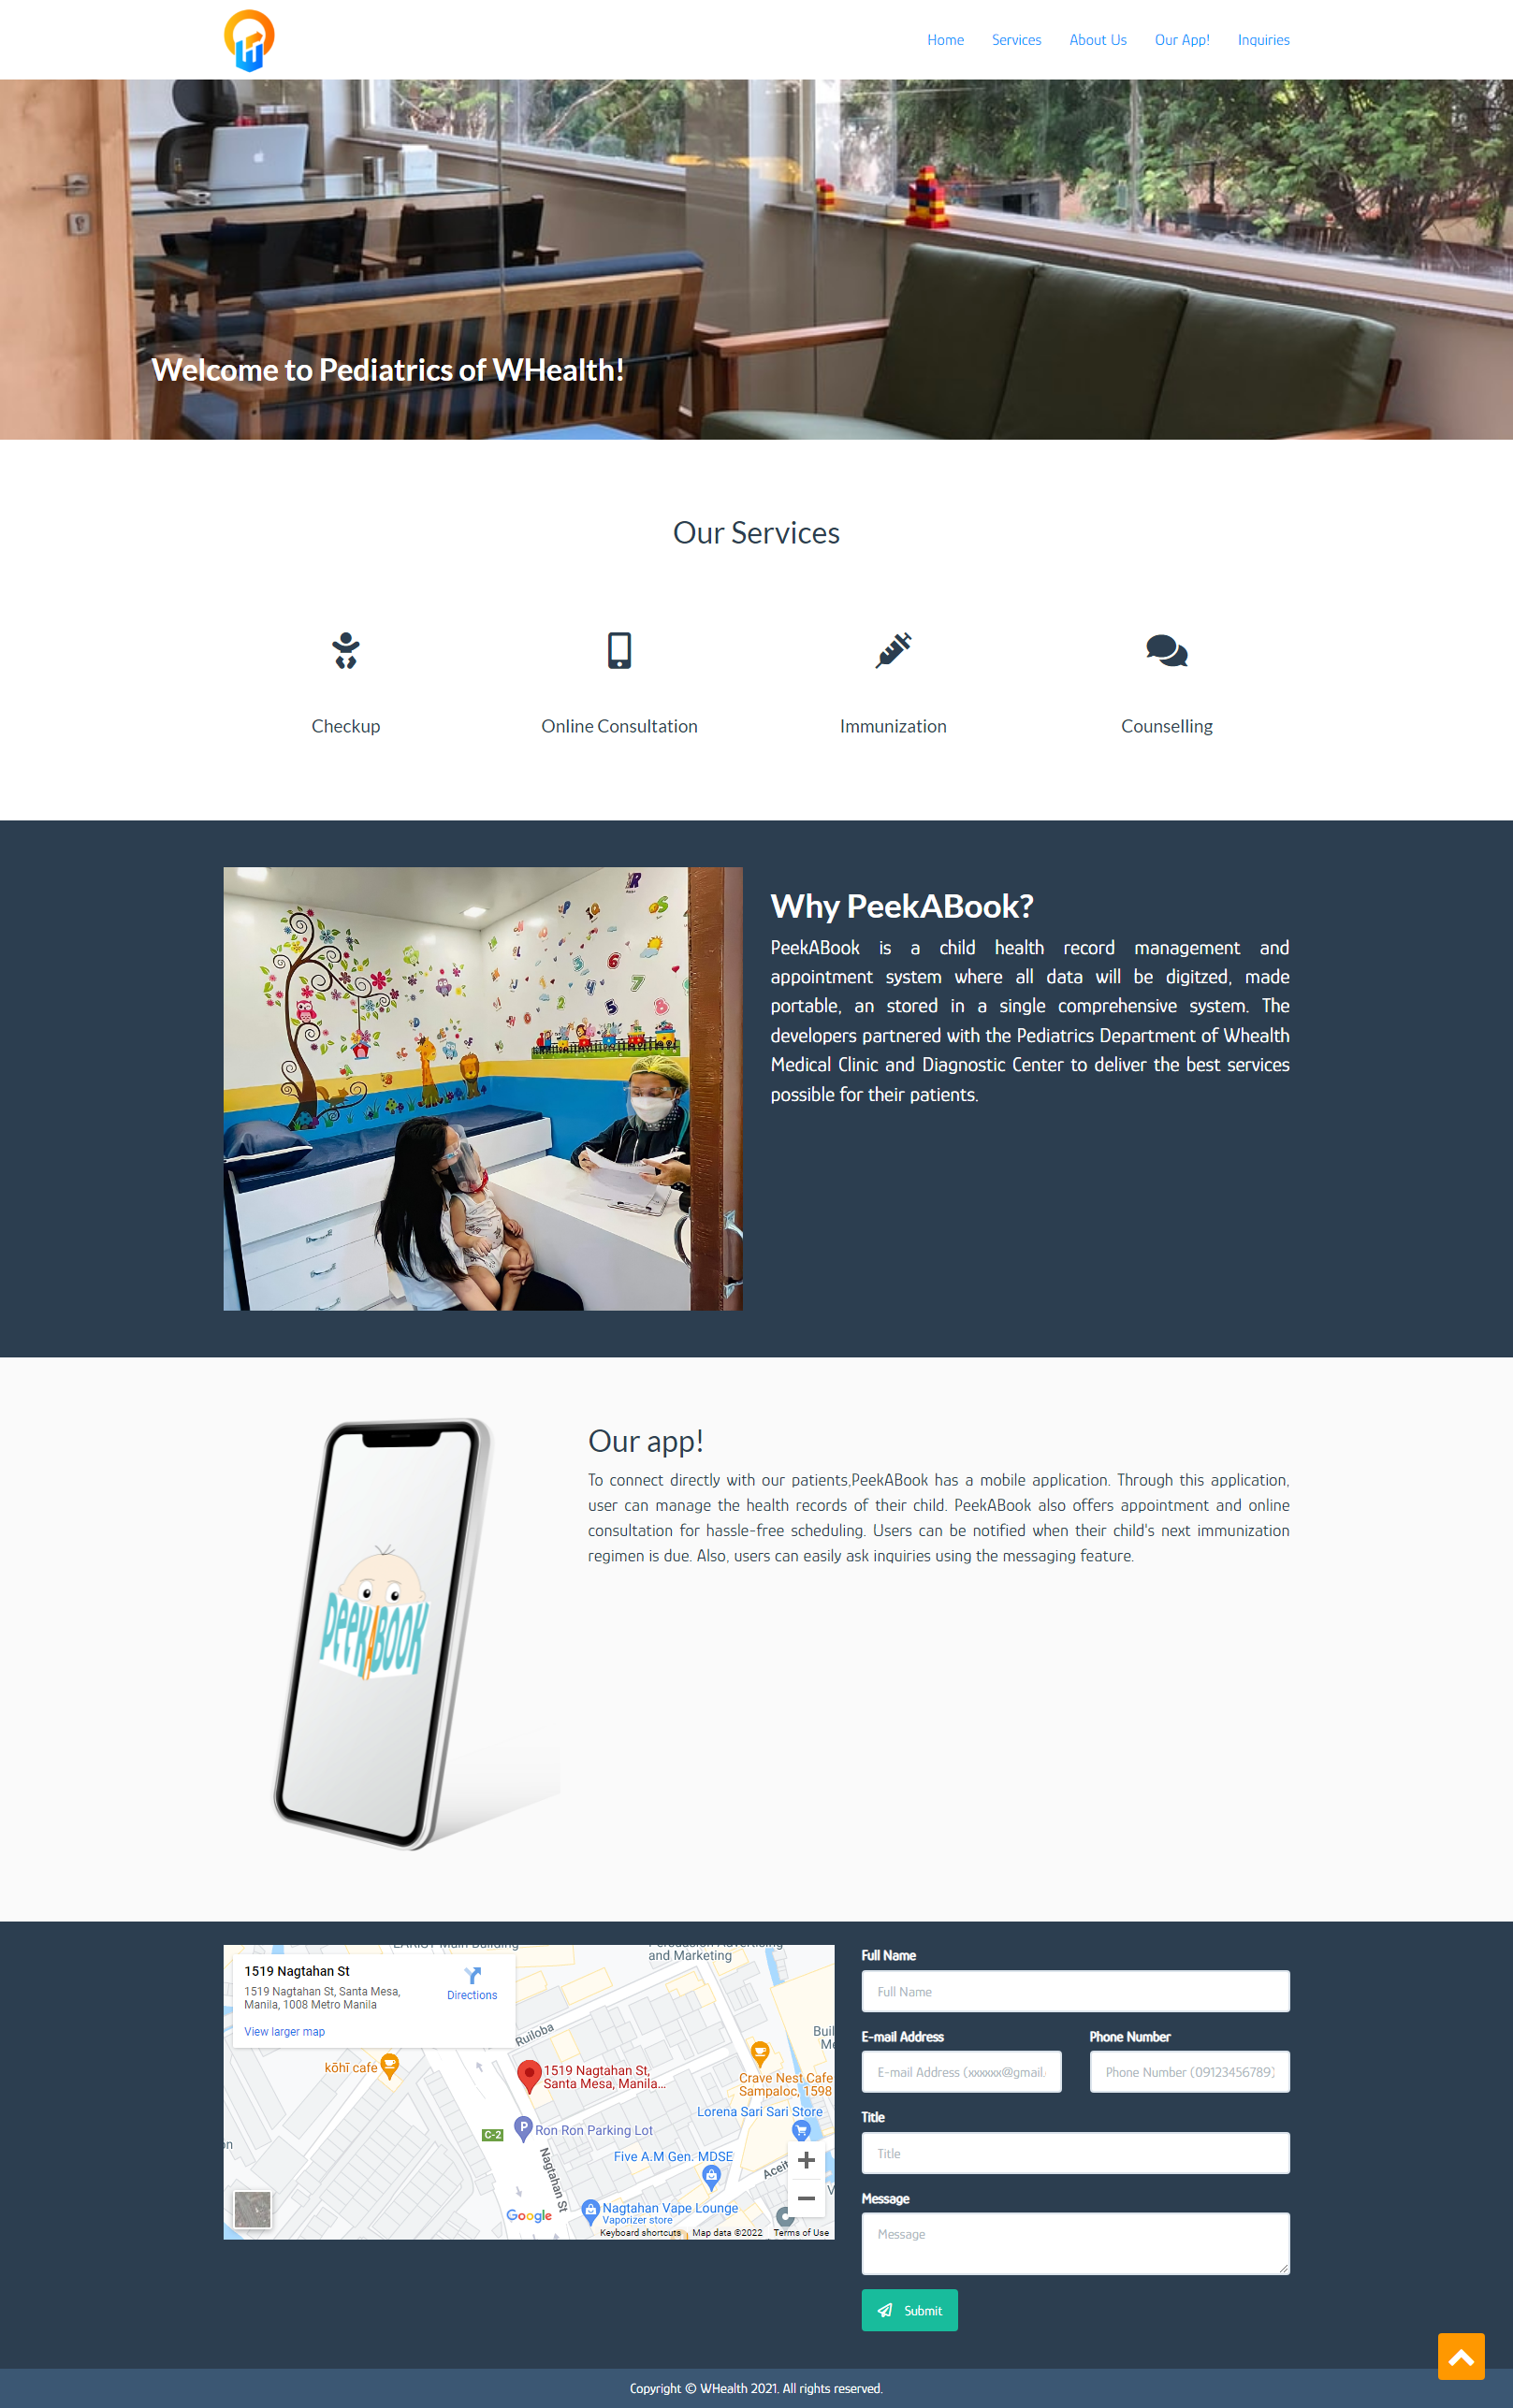 Home Services About Us Our App! Inquiries
Welcome to Pediatrics of WHealth!
Our Services
Checkup
Online Consultation
Immunization
Counselling
Why PeekABook?
PeekABook is a child health record management and
appointment system where all data will be digitzed, made
portable, an stored in a single comprehensive system. The
developers partnered with the Pediatrics Department of Whealth
Medical Clinic and Diagnostic Center to deliver the best services
possible for their patients.
Our app!
To connect directly with our patients,PeekABook has a mobile application. Through this application,
user can manage the health records of their child. PeekABook also offers appointment and online
consultation for hassle-free scheduling. Users can be notified when their child's next immunization
regimen is due. Also, users can easily ask inquiries using the messaging feature.
PEEK BOOK
and Marketing
1519 Nagtahan St
1519 Nagtahan St, Santa Mesa,
Manila, 1008 Metro Manila
Directions
View larger map
Ruiloba
kōhī cafe
1519 Nagtahan St,
Santa Mesa, Manila...
Crave Nest Cafe
Sampaloc, 1598
Lorena Sari Sari Store
P
Ron Ron Parking Lot
C-2
Five A.M Gen. MDSE
Nagtahan St
Nagtahan Vape Lounge
Vaporizer store
Google
Keyboard shortcuts Map data ©2022 Terms of Use
Full Name
Full Name
E-mail Address
E-mail Address (xxxxxx@gmail.
Phone Number
Phone Number (09123456789)
Title
Title
Message
Message
Submit
Copyright © WHealth 2021. All rights reserved.